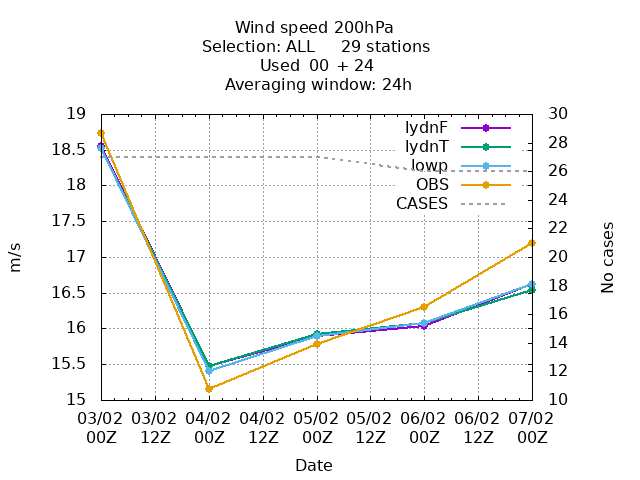 Wind speed 200hPa
Selection: ALL 29 stations
Used 00 + 24
Averaging window: 24h
19
18.5
18
17.5
17
16.5
16
15.5
15
30
28
26
24
22
20
18
16
14
12
10
lydnF
lydnT
lowp
OBS
CASES
m/s
No cases
03/02 03/02 04/02 04/02 05/02 05/02 06/02 06/02 07/02
00Z 12Z 00Z 12Z 00Z 12Z 00Z 12Z 00Z
Date